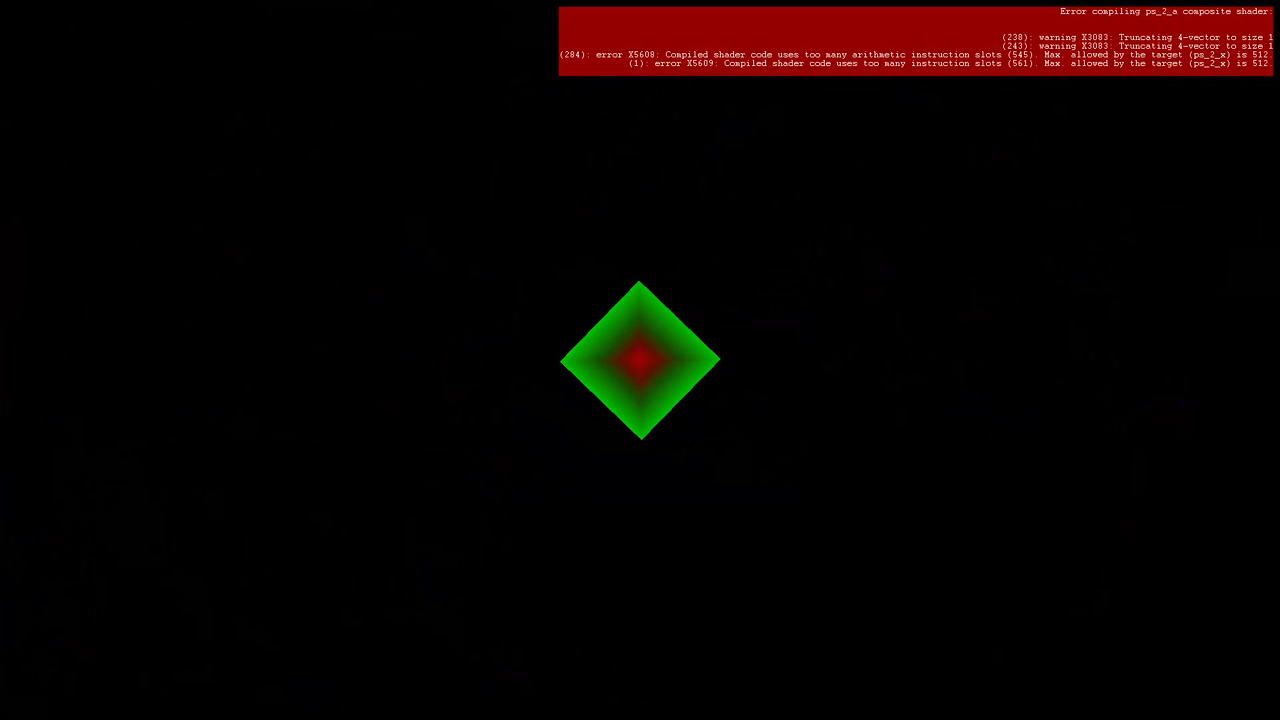 Error compiling ps_2_a composite shader:
(238): warning X3083: Truncating 4-vector to size 1
(243): warning X3083: Truncating 4-vector to size 1
(284): error X5608: Compiled shader code uses too many arithmetic instruction slots (545). Max. allowed by the target (ps_2_x) is 512.
(1): error X5609: Compiled shader code uses too many instruction slots (561). Max. allowed by the target (ps_2_x) is 512.